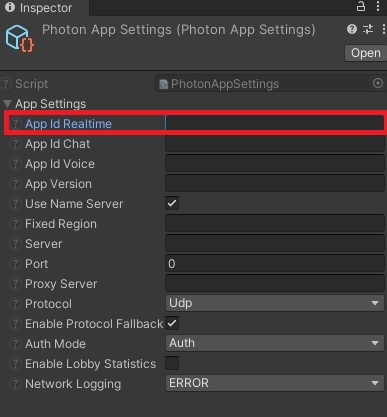 Inspector
Photon App Settings (Photon App Settings)
Open
Script PhotonAppSettings
App Settings
App Id Realtime
App Id Chat
App Id Voice
App Version
Use Name Server
Fixed Region
Server
Port 0
Proxy Server
Protocol Udp
Enable Protocol Fallback
Auth Mode Auth
Enable Lobby Statistics
Network Logging ERROR